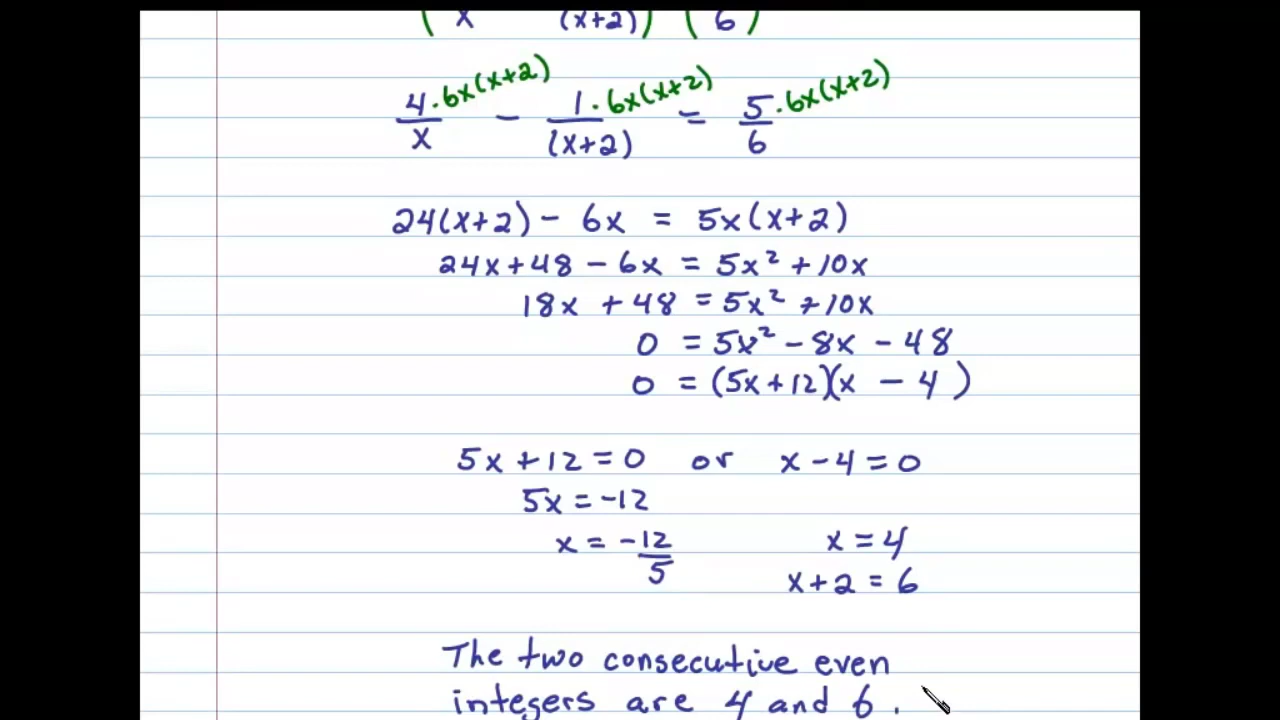 ( x (x+2) ) ( 6 )
4 · 6x(x+2) / x − 1 · 6x(x+2) / (x+2) = 5 · 6x(x+2) / 6
24(x+2) − 6x = 5x(x+2)
24x + 48 − 6x = 5x² + 10x
18x + 48 = 5x² + 10x
0 = 5x² − 8x − 48
0 = (5x + 12)(x − 4)
5x + 12 = 0 or x − 4 = 0
5x = −12
x = −12/5 x = 4
x + 2 = 6
The two consecutive even
integers are 4 and 6.